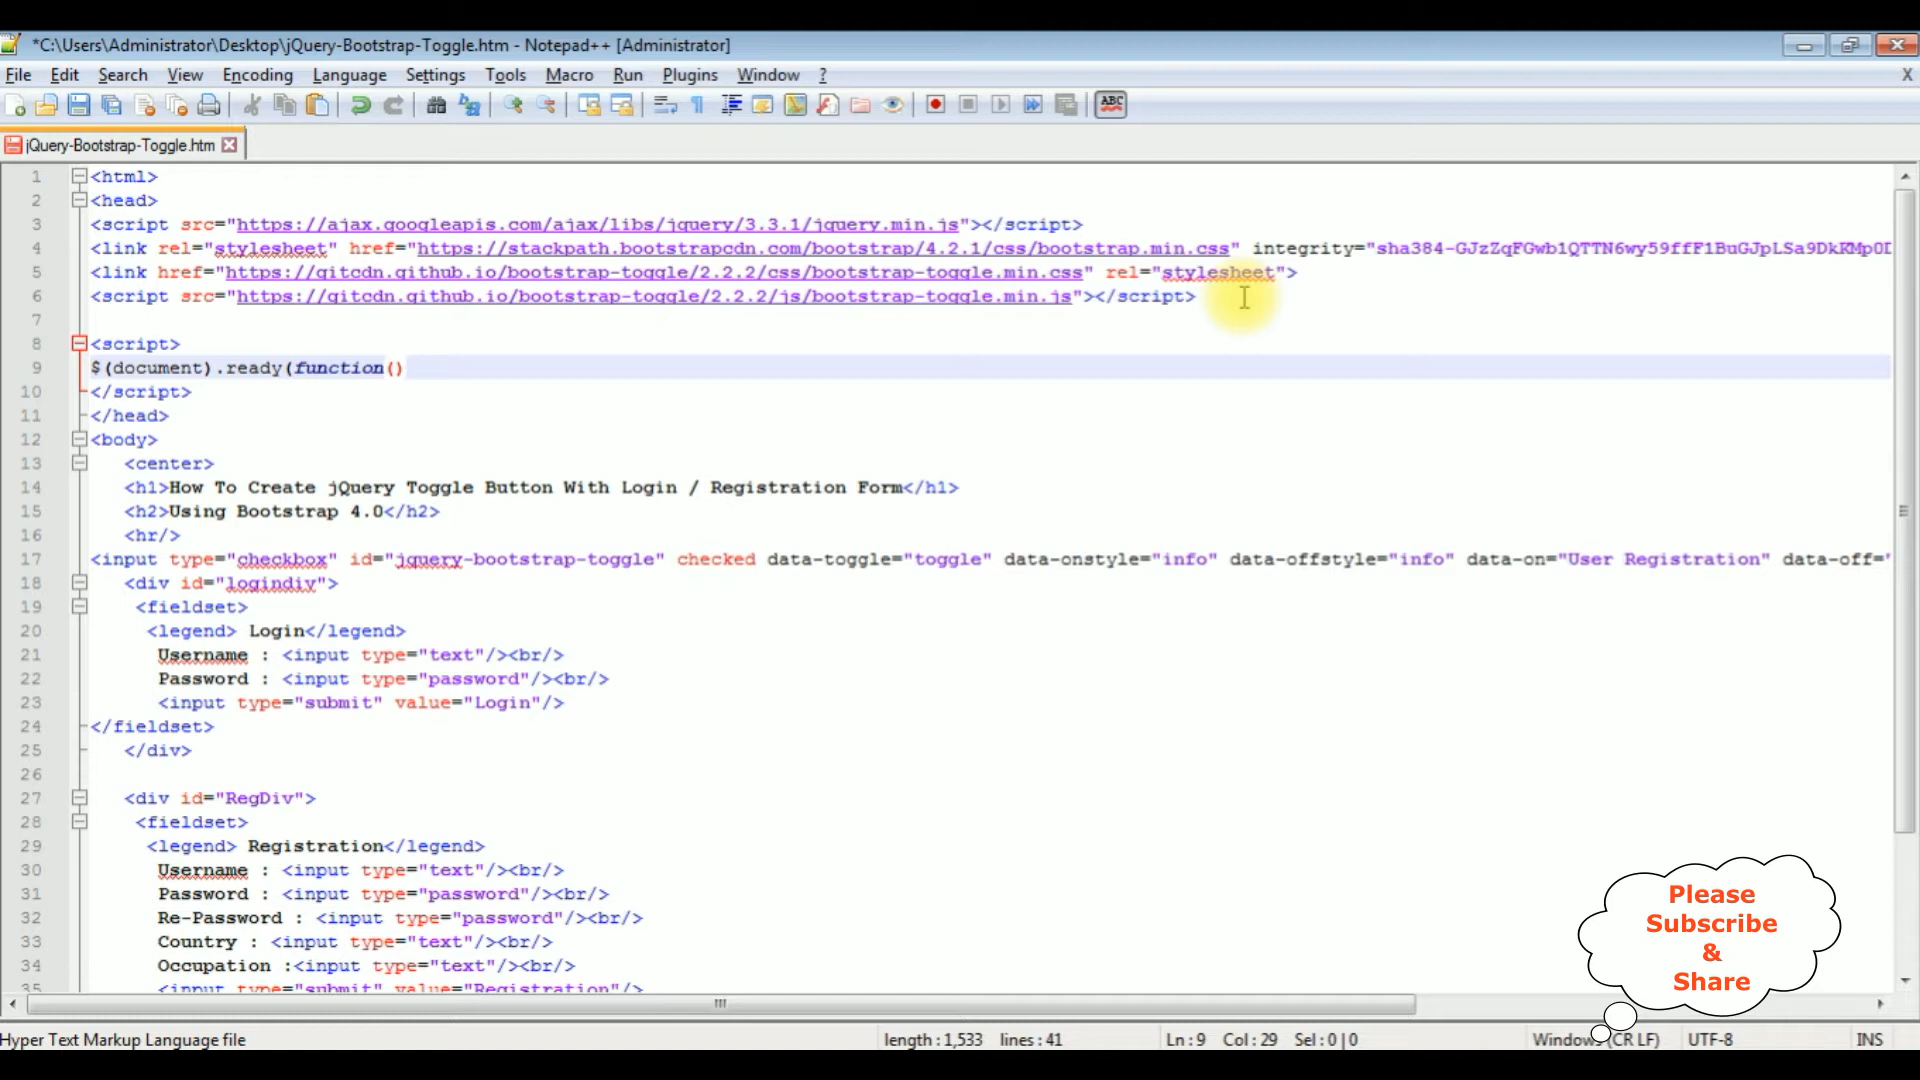 *C:\Users\Administrator\Desktop\jQuery-Bootstrap-Toggle.htm - Notepad++ [Administrator]
File Edit Search View Encoding Language Settings Tools Macro Run Plugins Window ? X
ABC
jQuery-Bootstrap-Toggle.htm
1 <html>
2 <head>
3 <script src="https://ajax.googleapis.com/ajax/libs/jquery/3.3.1/jquery.min.js"></script>
4 <link rel="stylesheet" href="https://stackpath.bootstrapcdn.com/bootstrap/4.2.1/css/bootstrap.min.css" integrity="sha384-GJzZqFGwb1QTTN6wy59ffF1BuGJpLSa9DkKMp0D
5 <link href="https://gitcdn.github.io/bootstrap-toggle/2.2.2/css/bootstrap-toggle.min.css" rel="stylesheet">
6 <script src="https://gitcdn.github.io/bootstrap-toggle/2.2.2/js/bootstrap-toggle.min.js"></script>
7
8 <script>
9 $(document).ready(function()
10 </script>
11 </head>
12 <body>
13 <center>
14 <h1>How To Create jQuery Toggle Button With Login / Registration Form</h1>
15 <h2>Using Bootstrap 4.0</h2>
16 <hr/>
17 <input type="checkbox" id="jquery-bootstrap-toggle" checked data-toggle="toggle" data-onstyle="info" data-offstyle="info" data-on="User Registration" data-off='
18 <div id="logindiv">
19 <fieldset>
20 <legend> Login</legend>
21 Username : <input type="text"/><br/>
22 Password : <input type="password"/><br/>
23 <input type="submit" value="Login"/>
24 </fieldset>
25 </div>
26
27 <div id="RegDiv">
28 <fieldset>
29 <legend> Registration</legend>
30 Username : <input type="text"/><br/>
31 Password : <input type="password"/><br/>
32 Re-Password : <input type="password"/><br/>
33 Country : <input type="text"/><br/>
34 Occupation :<input type="text"/><br/>
35 <input type="submit" value="Registration"/>
Please
Subscribe
&
Share
Hyper Text Markup Language file length : 1,533 lines : 41 Ln : 9 Col : 29 Sel : 0 | 0 Windows (CR LF) UTF-8 INS